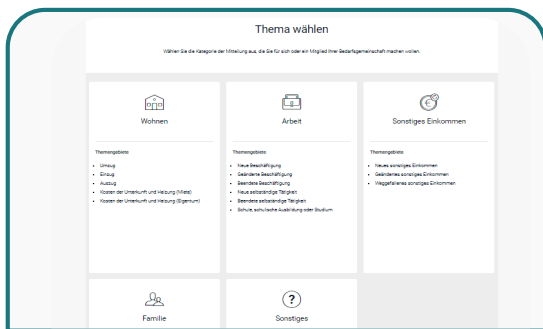 Thema wählen
Wählen Sie die Kategorie der Mitteilung aus, die Sie für sich oder ein Mitglied Ihrer Bedarfsgemeinschaft machen wollen.
Wohnen
Themengebiete
Umzug
Einzug
Auszug
Kosten der Unterkunft und Heizung (Miete)
Kosten der Unterkunft und Heizung (Eigentum)
Arbeit
Themengebiete
Neue Beschäftigung
Geänderte Beschäftigung
Beendete Beschäftigung
Neue selbständige Tätigkeit
Beendete selbständige Tätigkeit
Schule, schulische Ausbildung oder Studium
Sonstiges Einkommen
Themengebiete
Neues sonstiges Einkommen
Geändertes sonstiges Einkommen
Weggefallenes sonstiges Einkommen
Familie
Sonstiges